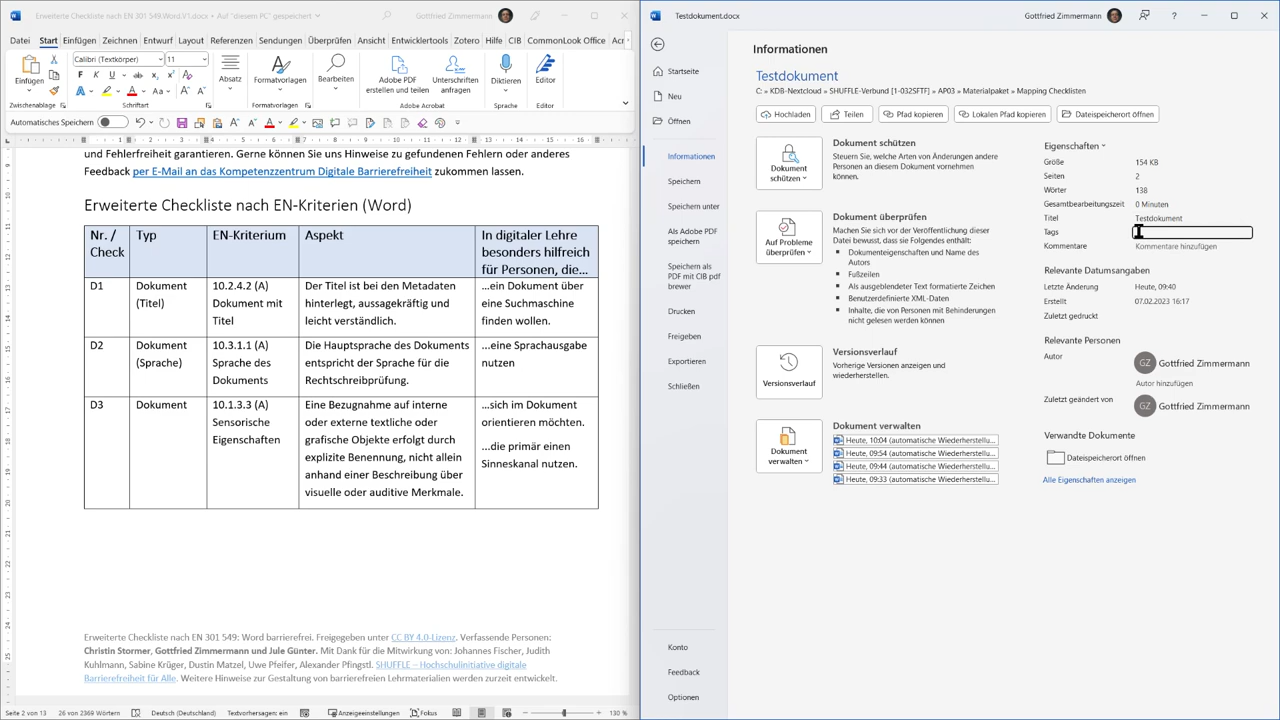 Erweiterte Checkliste nach EN 301 549.Word.V1.docx • Auf "diesem PC" gespeichert
Gottfried Zimmermann
Datei Start Einfügen Zeichnen Entwurf Layout Referenzen Sendungen Überprüfen Ansicht Entwicklertools Zotero Hilfe CIB CommonLook Office
Calibri (Textkörper) 11
Einfügen
F K U
Aa
Absatz
Formatvorlagen
Bearbeitung
Adobe PDF
erstellen und teilen
Unterschriften
anfragen
Diktieren
Editor
Zwischenablage
Schriftart
Formatvorlagen
Adobe Acrobat
Sprache
Editor
Automatisches Speichern
und Fehlerfreiheit garantieren. Gerne können Sie uns Hinweise zu gefundenen Fehlern oder anderes
Feedback per E-Mail an das Kompetenzzentrum Digitale Barrierefreiheit zukommen lassen.
Erweiterte Checkliste nach EN-Kriterien (Word)
Nr. /
Check
Typ
EN-Kriterium
Aspekt
In digitaler Lehre
besonders hilfreich
für Personen, die…
D1
Dokument
(Titel)
10.2.4.2 (A)
Dokument mit
Titel
Der Titel ist bei den Metadaten
hinterlegt, aussagekräftig und
leicht verständlich.
…ein Dokument über
eine Suchmaschine
finden wollen.
D2
Dokument
(Sprache)
10.3.1.1 (A)
Sprache des
Dokuments
Die Hauptsprache des Dokuments
entspricht der Sprache für die
Rechtschreibprüfung.
…eine Sprachausgabe
nutzen
D3
Dokument
10.1.3.3 (A)
Sensorische
Eigenschaften
Eine Bezugnahme auf interne
oder externe textliche oder
grafische Objekte erfolgt durch
explizite Benennung, nicht allein
anhand einer Beschreibung über
visuelle oder auditive Merkmale.
…sich im Dokument
orientieren möchten.
…die primär einen
Sinneskanal nutzen.
Erweiterte Checkliste nach EN 301 549: Word barrierefrei. Freigegeben unter CC BY 4.0-Lizenz. Verfassende Personen:
Christin Stormer, Gottfried Zimmermann und Jule Günter. Mit Dank für die Mitwirkung von: Johannes Fischer, Judith
Kuhlmann, Sabine Krüger, Dustin Matzel, Uwe Pfeifer, Alexander Pfingstl. SHUFFLE – Hochschulinitiative digitale
Barrierefreiheit für Alle. Weitere Hinweise zur Gestaltung von barrierefreien Lehrmaterialien werden zurzeit entwickelt.
Seite 2 von 13 26 von 2369 Wörtern Deutsch (Deutschland) Textvorhersagen: ein Anzeigeeinstellungen Fokus 130 %
Testdokument.docx
Gottfried Zimmermann
Startseite
Neu
Öffnen
Informationen
Speichern
Speichern unter
Als Adobe PDF
speichern
Speichern als
PDF mit CIB pdf
brewer
Drucken
Freigeben
Exportieren
Schließen
Konto
Feedback
Optionen
Informationen
Testdokument
C: » KDB-Nextcloud » SHUFFLE-Verbund [1-032SFTF] » AP03 » Materialpaket » Mapping Checklisten
Hochladen Teilen Pfad kopieren Lokalen Pfad kopieren Dateispeicherort öffnen
Dokument
schützen
Dokument schützen
Steuern Sie, welche Arten von Änderungen andere
Personen an diesem Dokument vornehmen
können.
Auf Probleme
überprüfen
Dokument überprüfen
Machen Sie sich vor der Veröffentlichung dieser
Datei bewusst, dass sie Folgendes enthält:
Dokumenteigenschaften und Name des
Autors
Fußzeilen
Als ausgeblendeter Text formatierte Zeichen
Benutzerdefinierte XML-Daten
Inhalte, die von Personen mit Behinderungen
nicht gelesen werden können
Versionsverlauf
Versionsverlauf
Vorherige Versionen anzeigen und
wiederherstellen.
Dokument
verwalten
Dokument verwalten
Heute, 10:04 (automatische Wiederherstellu...
Heute, 09:54 (automatische Wiederherstellu...
Heute, 09:44 (automatische Wiederherstellu...
Heute, 09:33 (automatische Wiederherstellu...
Eigenschaften
Größe 154 KB
Seiten 2
Wörter 138
Gesamtbearbeitungszeit 0 Minuten
Titel Testdokument
Tags
Kommentare Kommentare hinzufügen
Relevante Datumsangaben
Letzte Änderung Heute, 09:40
Erstellt 07.02.2023 16:17
Zuletzt gedruckt
Relevante Personen
Autor
GZ Gottfried Zimmermann
Autor hinzufügen
Zuletzt geändert von
GZ Gottfried Zimmermann
Verwandte Dokumente
Dateispeicherort öffnen
Alle Eigenschaften anzeigen